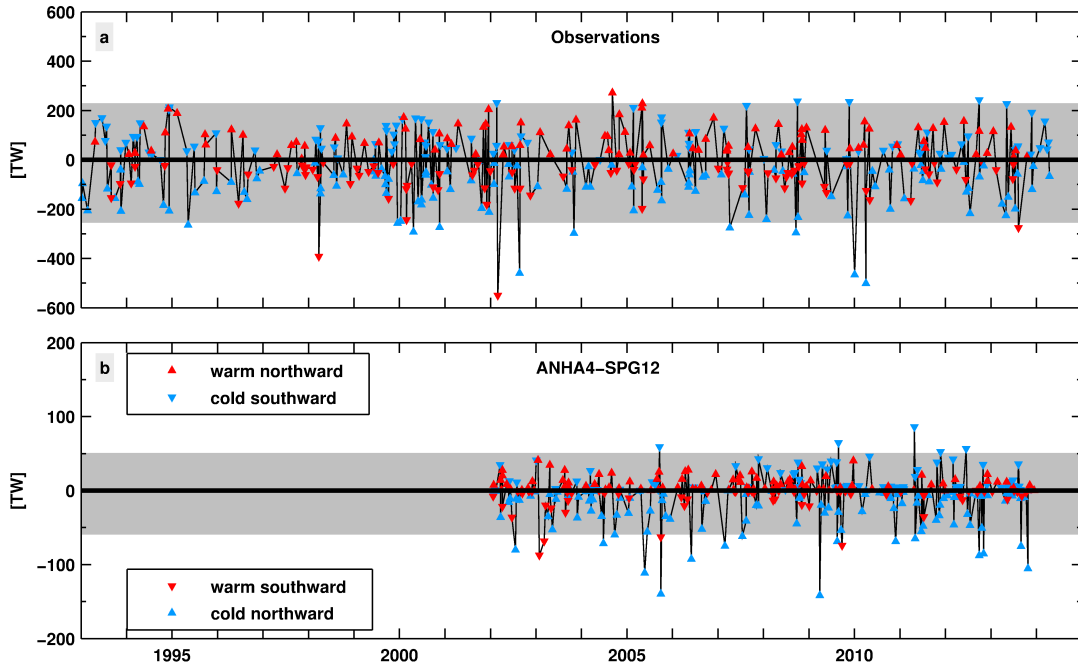 600
a
Observations
400
200
0
[TW]
−200
−400
−600
200
b
ANHA4−SPG12
warm northward
cold southward
100
0
[TW]
−100
warm southward
cold northward
−200
1995
2000
2005
2010